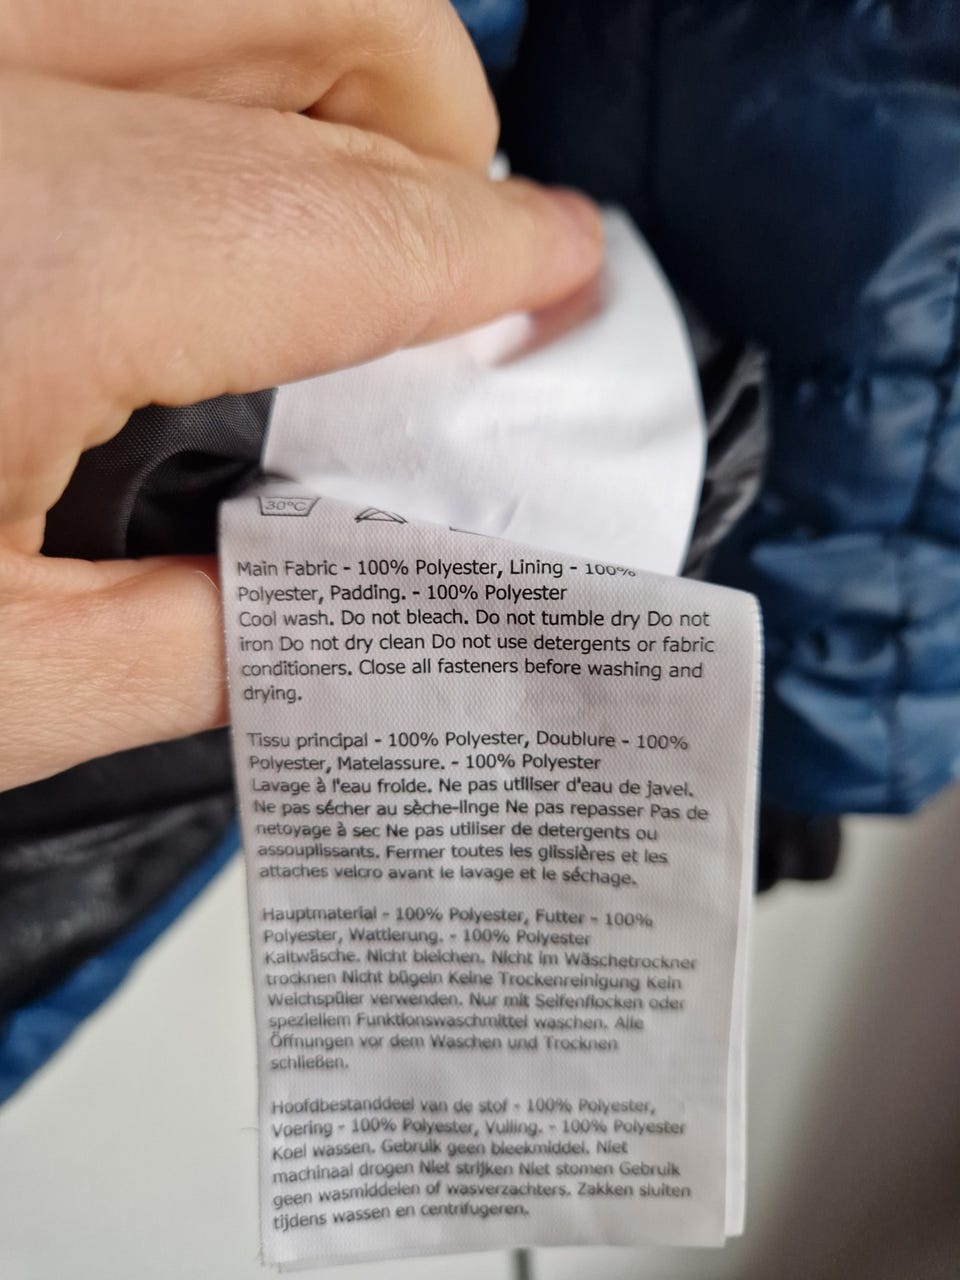 30°C
Main Fabric - 100% Polyester, Lining - 100%
Polyester, Padding. - 100% Polyester
Cool wash. Do not bleach. Do not tumble dry Do not
iron Do not dry clean Do not use detergents or fabric
conditioners. Close all fasteners before washing and
drying.
Tissu principal - 100% Polyester, Doublure - 100%
Polyester, Matelassure. - 100% Polyester
Lavage à l'eau froide. Ne pas utiliser d'eau de javel.
Ne pas sécher au sèche-linge Ne pas repasser Pas de
netoyage à sec Ne pas utiliser de detergents ou
assouplissants. Fermer toutes les glissières et les
attaches velcro avant le lavage et le séchage.
Hauptmaterial - 100% Polyester, Futter - 100%
Polyester, Wattierung. - 100% Polyester
Kaltwäsche. Nicht bleichen. Nicht im Wäschetrockner
trocknen Nicht bügeln Keine Trockenreinigung Kein
Weichspüler verwenden. Nur mit Seifenflocken oder
speziellem Funktionswaschmittel waschen. Alle
Öffnungen vor dem Waschen und Trocknen
schließen.
Hoofdbestanddeel van de stof - 100% Polyester,
Voering - 100% Polyester, Vulling. - 100% Polyester
Koel wassen. Gebruik geen bleekmiddel. Niet
machinaal drogen Niet strijken Niet stomen Gebruik
geen wasmiddelen of wasverzachters. Zakken sluiten
tijdens wassen en centrifugeren.